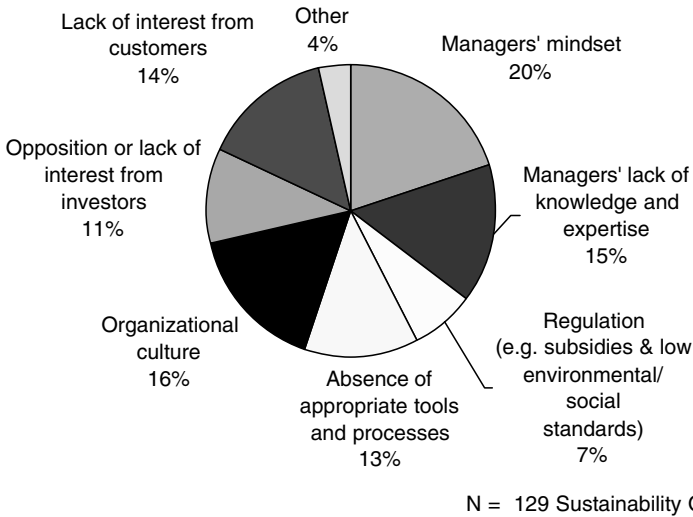 Lack of interest from
customers
14%
Other
4%
Managers' mindset
20%
Opposition or lack of
interest from
investors
11%
Managers' lack of
knowledge and
expertise
15%
Organizational
culture
16%
Absence of
appropriate tools
and processes
13%
Regulation
(e.g. subsidies & low
environmental/
social
standards)
7%
N = 129 Sustainability